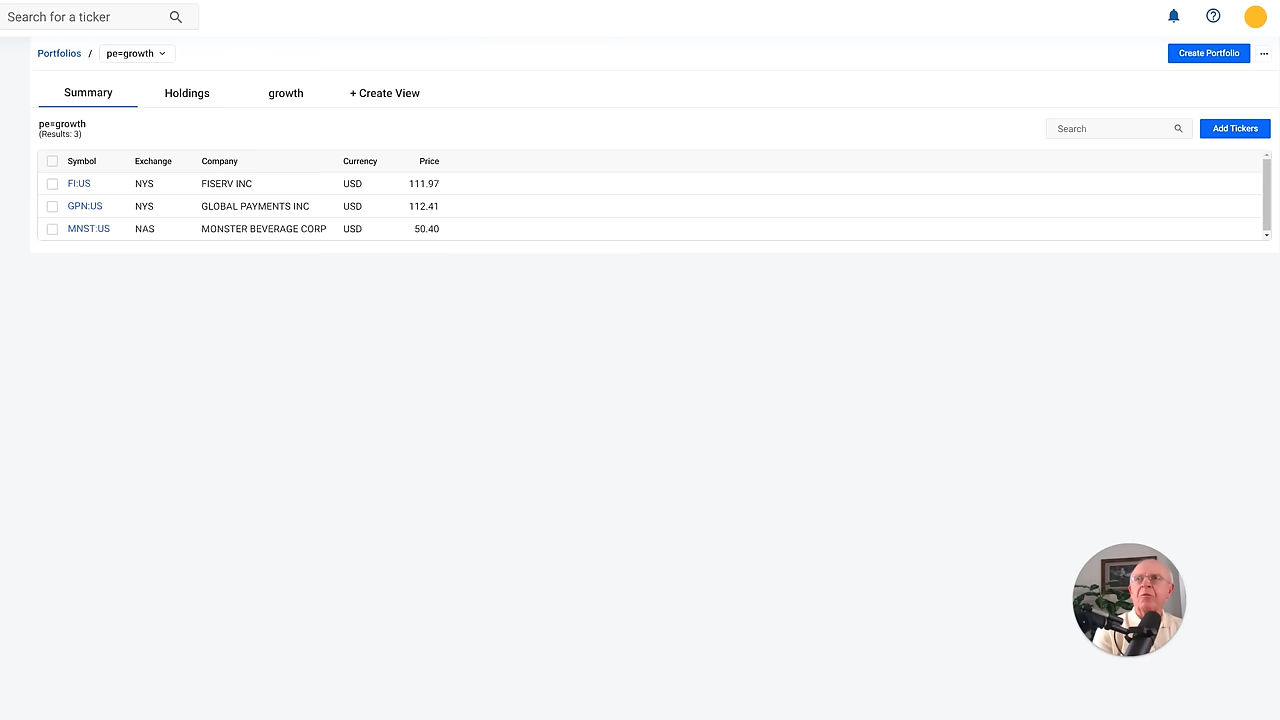 Search for a ticker
Portfolios / pe=growth
Create Portfolio
Summary Holdings growth + Create View
pe=growth
(Results: 3)
Search
Add Tickers
Symbol Exchange Company Currency Price
FI:US NYS FISERV INC USD 111.97
GPN:US NYS GLOBAL PAYMENTS INC USD 112.41
MNST:US NAS MONSTER BEVERAGE CORP USD 50.40